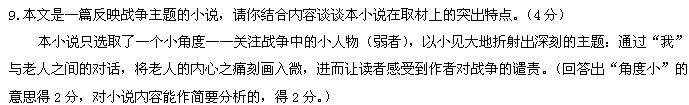 9.本文是一篇反映战争主题的小说，请你结合内容谈谈本小说在取材上的突出特点。(4分)
本小说只选取了一个小角度——关注战争中的小人物（弱者），以小见大地折射出深刻的主题：通过“我”
与老人之间的对话，将老人的内心之痛刻画入微，进而让读者感受到作者对战争的谴责。(回答出“角度小”的
意思得2分，对小说内容能作简要分析的，得2分。)